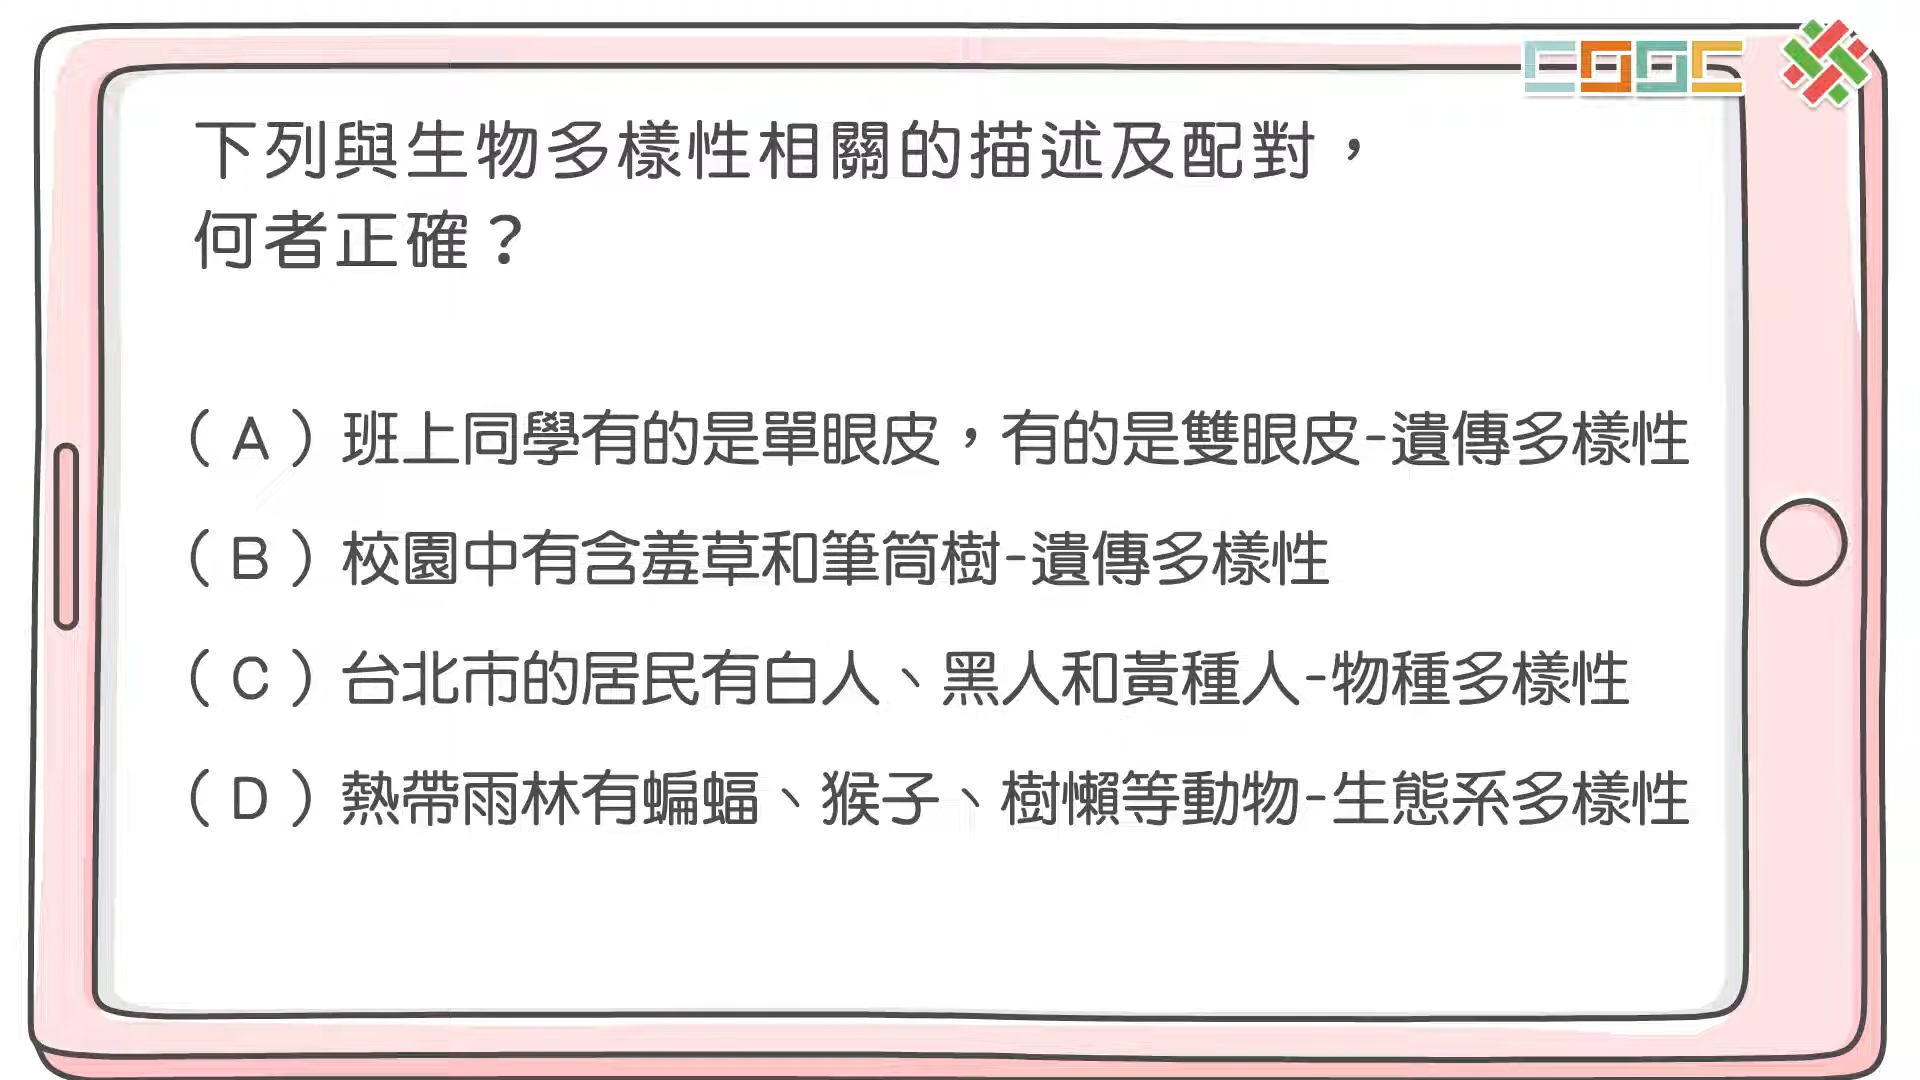 下列與生物多樣性相關的描述及配對，
何者正確？
（A）班上同學有的是單眼皮，有的是雙眼皮-遺傳多樣性
（B）校園中有含羞草和筆筒樹-遺傳多樣性
（C）台北市的居民有白人、黑人和黃種人-物種多樣性
（D）熱帶雨林有蝙蝠、猴子、樹懶等動物-生態系多樣性